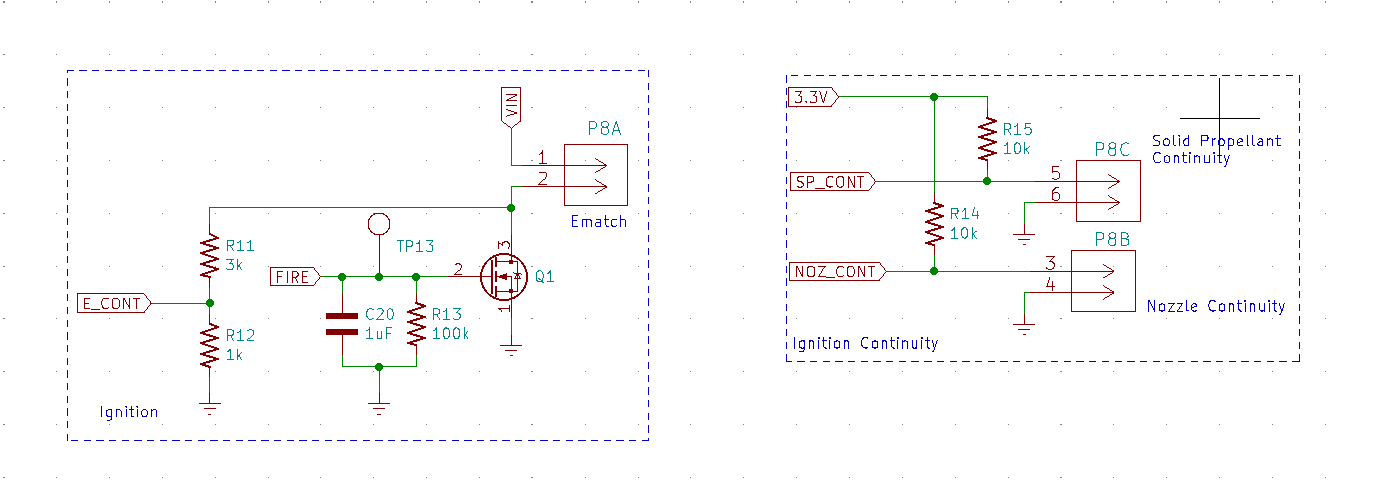 VIN
P8A
1
2
Ematch
3
R11
3k
TP13
FIRE
2
Q1
E_CONT
1
C20
1uF
R13
100k
R12
1k
Ignition
3.3V
R15
10k
Solid Propellant
Continuity
P8C
SP_CONT
5
6
R14
10k
P8B
NOZ_CONT
3
4
Nozzle Continuity
Ignition Continuity